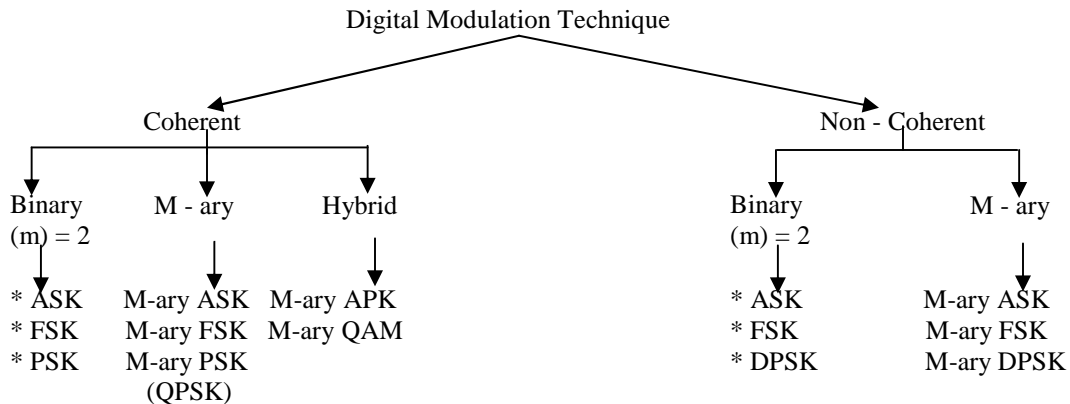 Digital Modulation Technique
Coherent
Non - Coherent
Binary
(m) = 2
M - ary
Hybrid
Binary
(m) = 2
M - ary
* ASK
* FSK
* PSK
M-ary ASK
M-ary FSK
M-ary PSK
(QPSK)
M-ary APK
M-ary QAM
* ASK
* FSK
* DPSK
M-ary ASK
M-ary FSK
M-ary DPSK